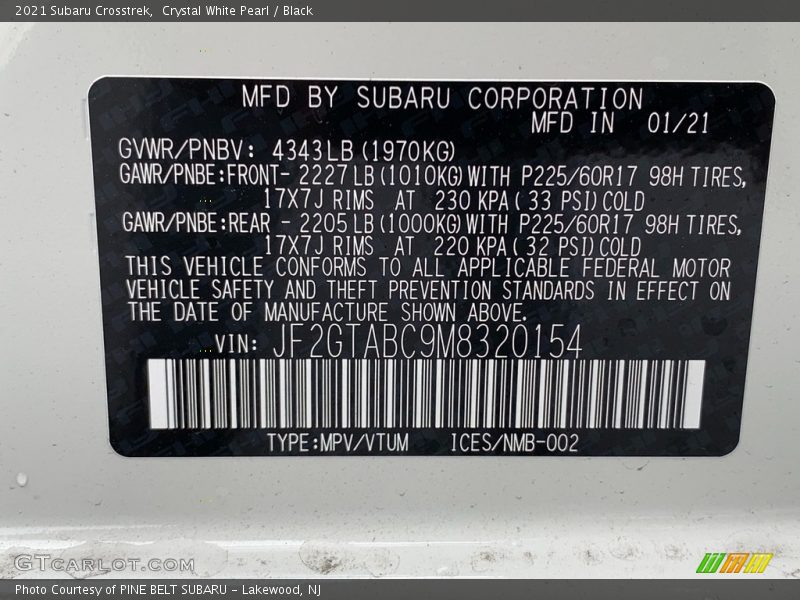 2021 Subaru Crosstrek, Crystal White Pearl / Black
MFD BY SUBARU CORPORATION
MFD IN 01/21
GVWR/PNBV: 4343LB (1970KG)
GAWR/PNBE:FRONT- 2227 LB (1010KG) WITH P225/60R17 98H TIRES,
17X7J RIMS AT 230 KPA ( 33 PSI) COLD
GAWR/PNBE:REAR - 2205 LB (1000KG) WITH P225/60R17 98H TIRES,
17X7J RIMS AT 220 KPA ( 32 PSI) COLD
THIS VEHICLE CONFORMS TO ALL APPLICABLE FEDERAL MOTOR
VEHICLE SAFETY AND THEFT PREVENTION STANDARDS IN EFFECT ON
THE DATE OF MANUFACTURE SHOWN ABOVE.
VIN: JF2GTABC9M8320154
TYPE:MPV/VTUM ICES/NMB-002
GTCARLOT.COM
Photo Courtesy of PINE BELT SUBARU - Lakewood, NJ